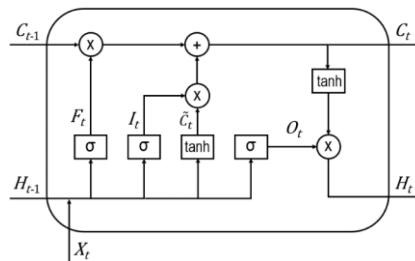 C_{t-1} x + C_t
tanh
x
F_t I_t C̃_t O_t
σ σ tanh σ x
H_{t-1} H_t
X_t